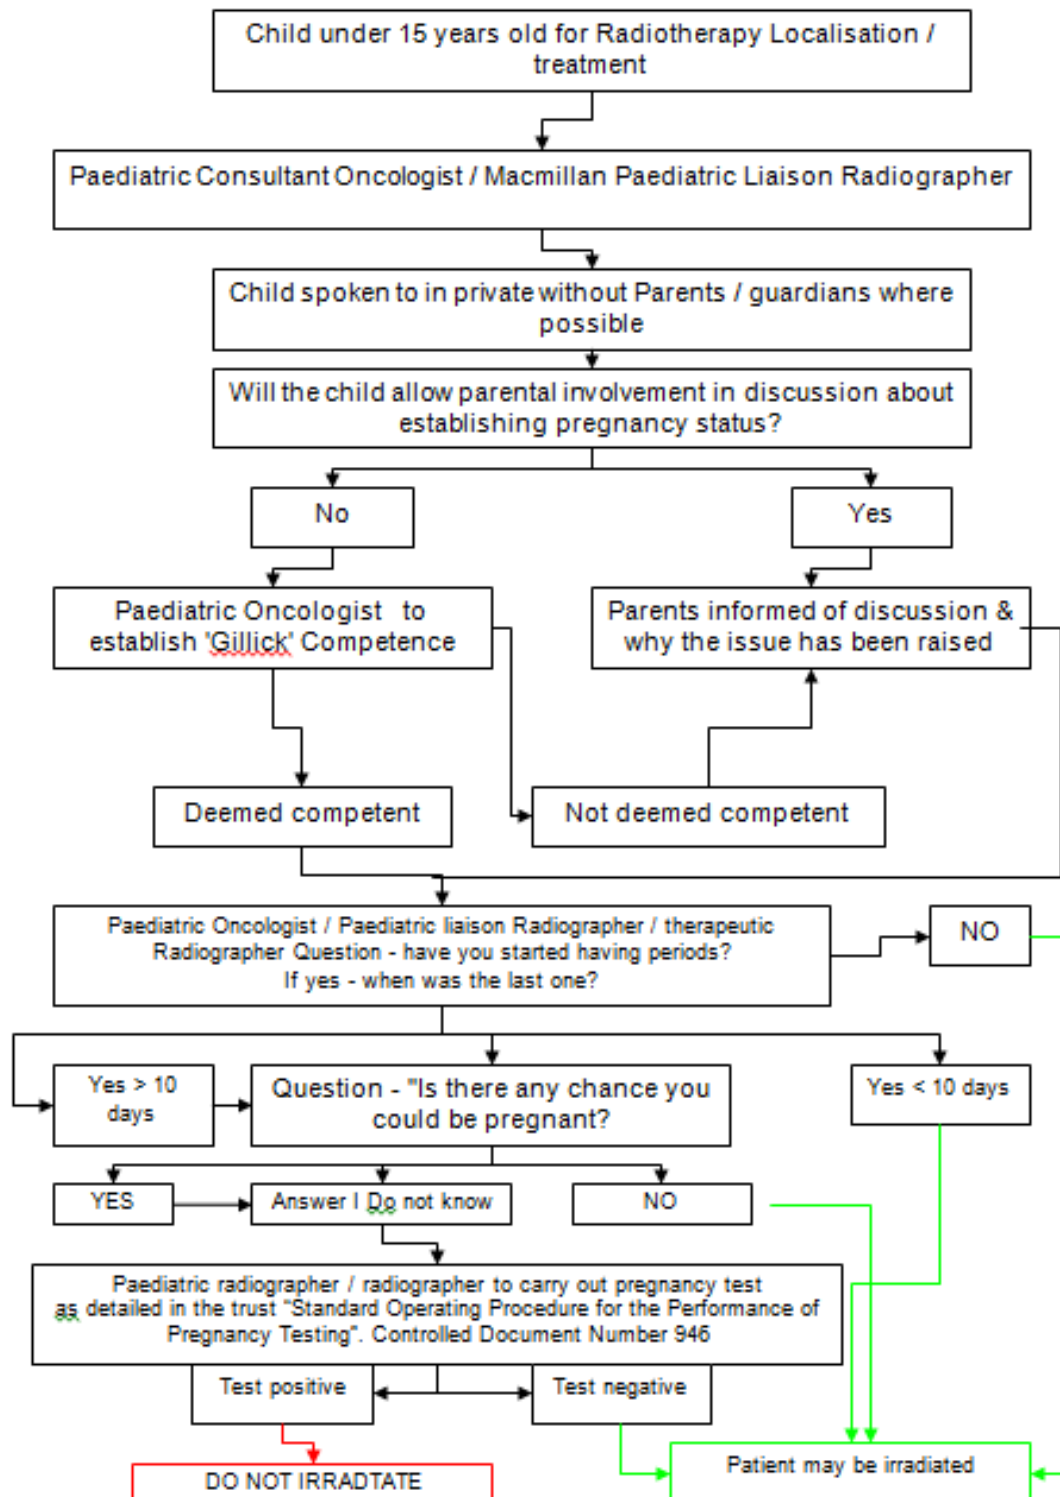 Child under 15 years old for Radiotherapy Localisation /
treatment
Paediatric Consultant Oncologist / Macmillan Paediatric Liaison Radiographer
Child spoken to in private without Parents / guardians where
possible
Will the child allow parental involvement in discussion about
establishing pregnancy status?
No
Yes
Paediatric Oncologist to
establish 'Gillick' Competence
Parents informed of discussion &
why the issue has been raised
Deemed competent
Not deemed competent
Paediatric Oncologist / Paediatric liaison Radiographer / therapeutic
Radiographer Question - have you started having periods?
If yes - when was the last one?
NO
Yes > 10
days
Question - "Is there any chance you
could be pregnant?
Yes < 10 days
YES
Answer I Do not know
NO
Paediatric radiographer / radiographer to carry out pregnancy test
as detailed in the trust "Standard Operating Procedure for the Performance of
Pregnancy Testing". Controlled Document Number 946
Test positive
Test negative
DO NOT IRRADTATE
Patient may be irradiated